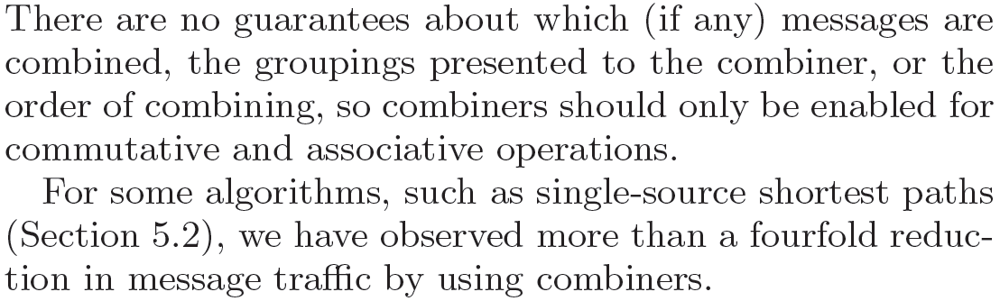 There are no guarantees about which (if any) messages are
combined, the groupings presented to the combiner, or the
order of combining, so combiners should only be enabled for
commutative and associative operations.
For some algorithms, such as single-source shortest paths
(Section 5.2), we have observed more than a fourfold reduc-
tion in message traffic by using combiners.